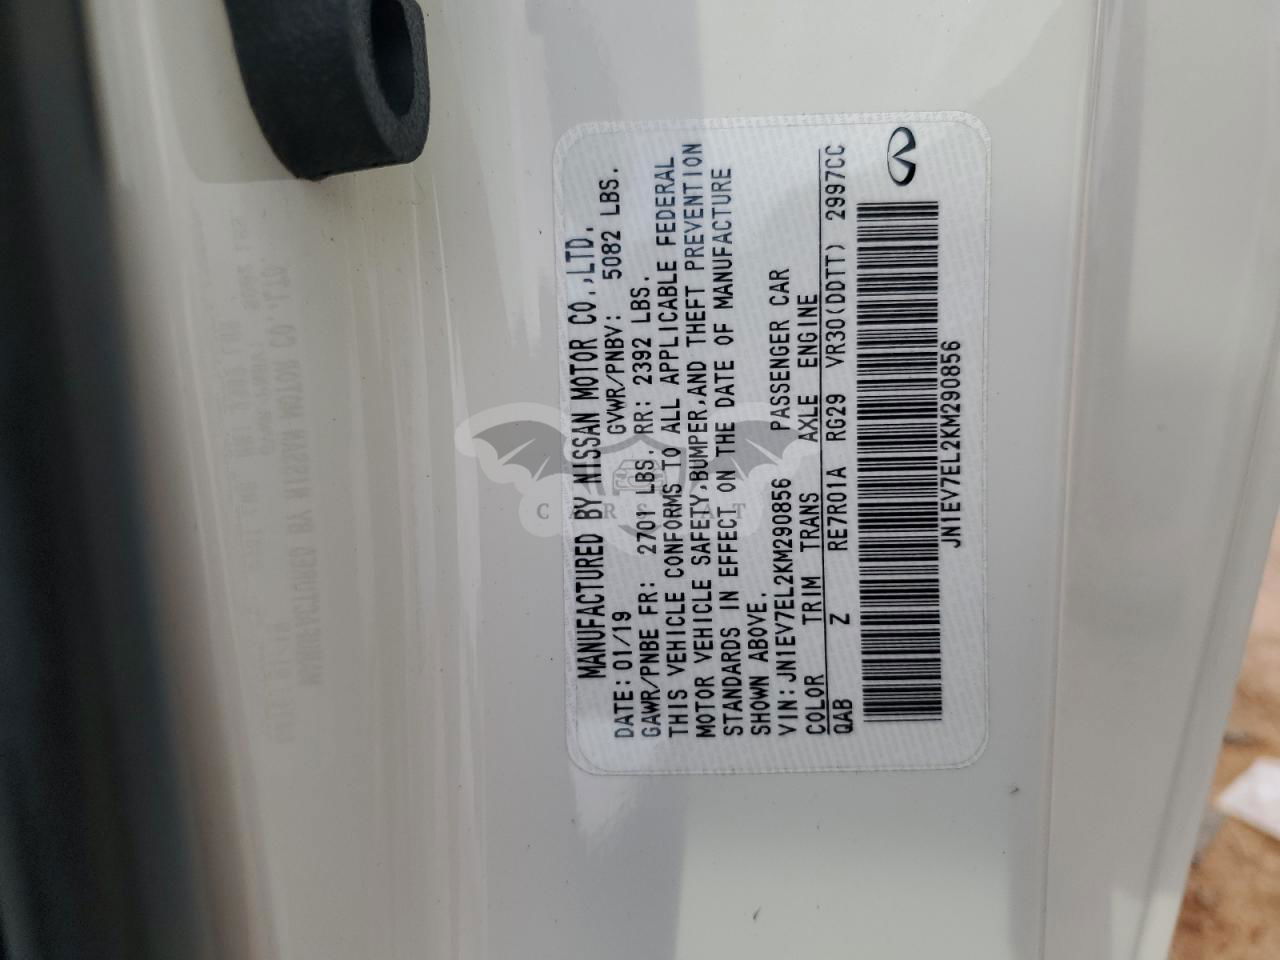 MANUFACTURED BY NISSAN MOTOR CO.,LTD.
DATE: 01/19 GVWR/PNBV: 5082 LBS.
GAWR/PNBE FR: 2701 LBS. RR: 2392 LBS.
THIS VEHICLE CONFORMS TO ALL APPLICABLE FEDERAL
MOTOR VEHICLE SAFETY,BUMPER,AND THEFT PREVENTION
STANDARDS IN EFFECT ON THE DATE OF MANUFACTURE
SHOWN ABOVE.
VIN: JN1EV7EL2KM290856 PASSENGER CAR
COLOR TRIM TRANS AXLE ENGINE
QAB Z RE7R01A RG29 VR30(DDTT) 2997CC
JN1EV7EL2KM290856